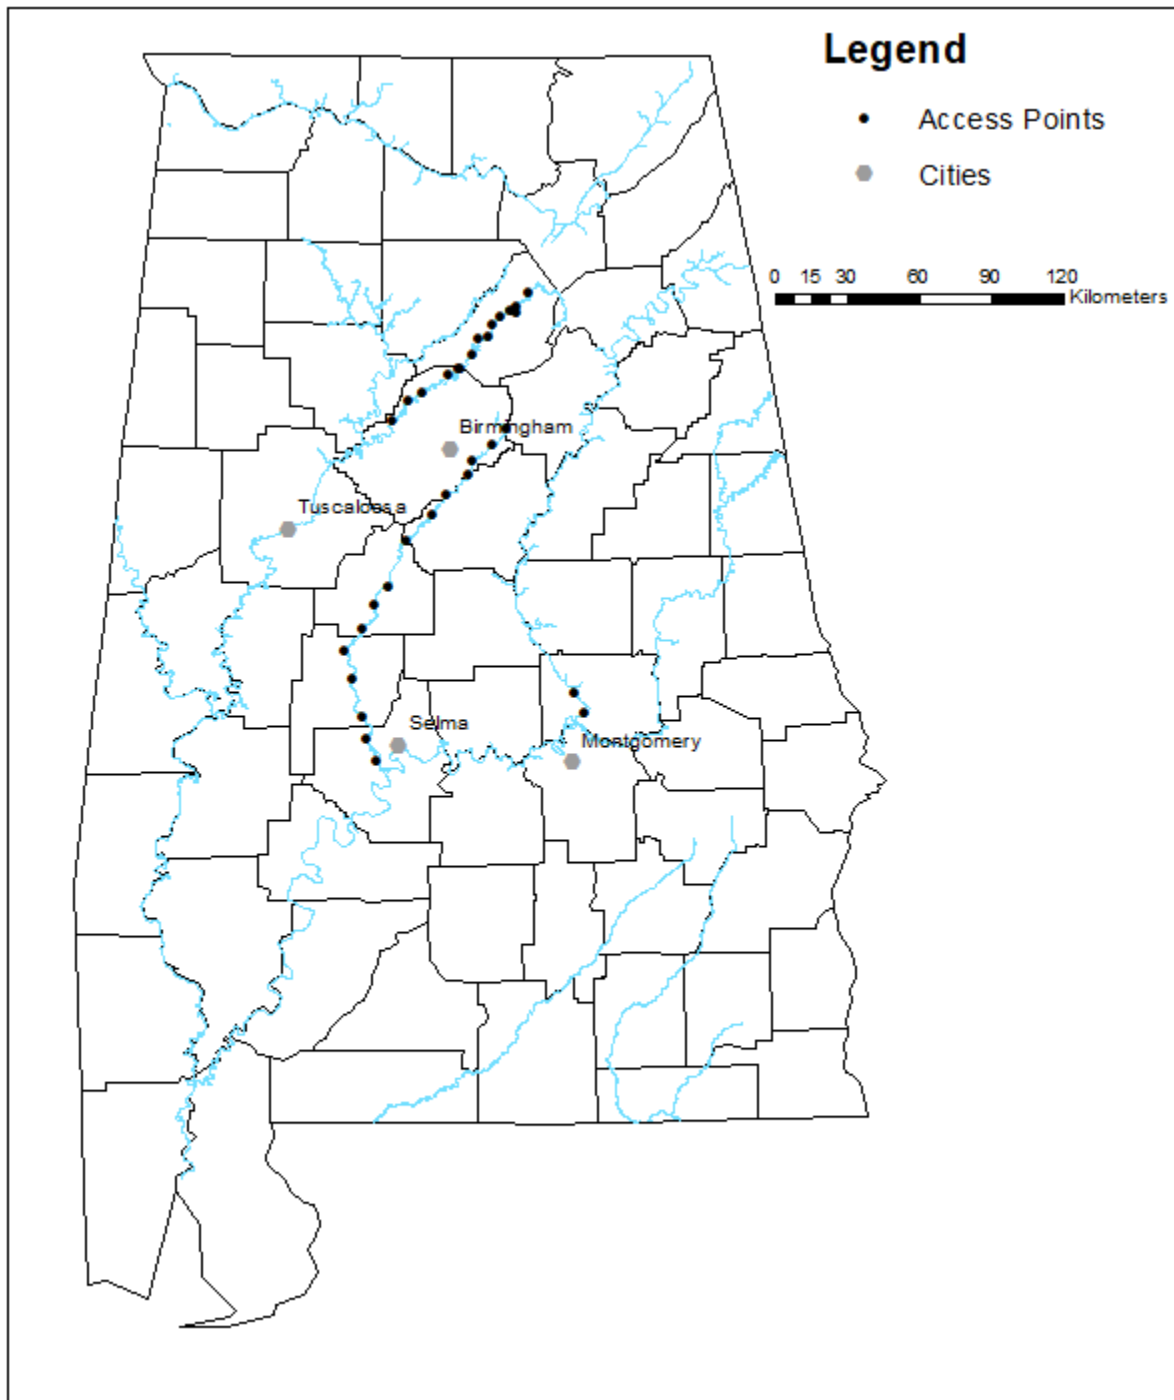 Legend
Access Points
Cities
0 15 30 60 90 120
Kilometers
Birmingham
Tuscaloosa
Selma
Montgomery